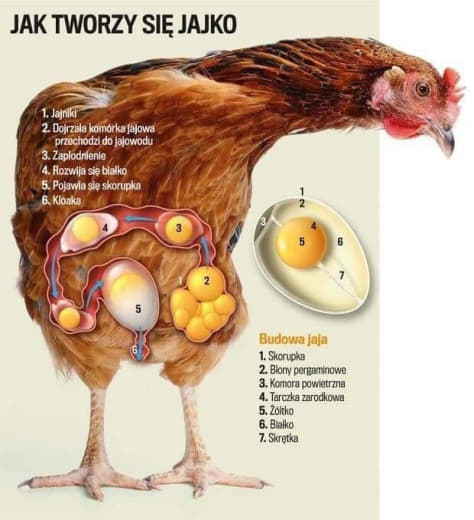 JAK TWORZY SIĘ JAJKO
1. Jajniki
2. Dojrzała komórka jajowa
przechodzi do jajowodu
3. Zapłodnienie
4. Rozwija się białko
5. Pojawia się skorupka
6. Kloaka
4
3
2
5
6
1
2
3
4
5
6
7
Budowa jaja
1. Skorupka
2. Błony pergaminowe
3. Komora powietrzna
4. Tarczka zarodkowa
5. Żółtko
6. Białko
7. Skrętka